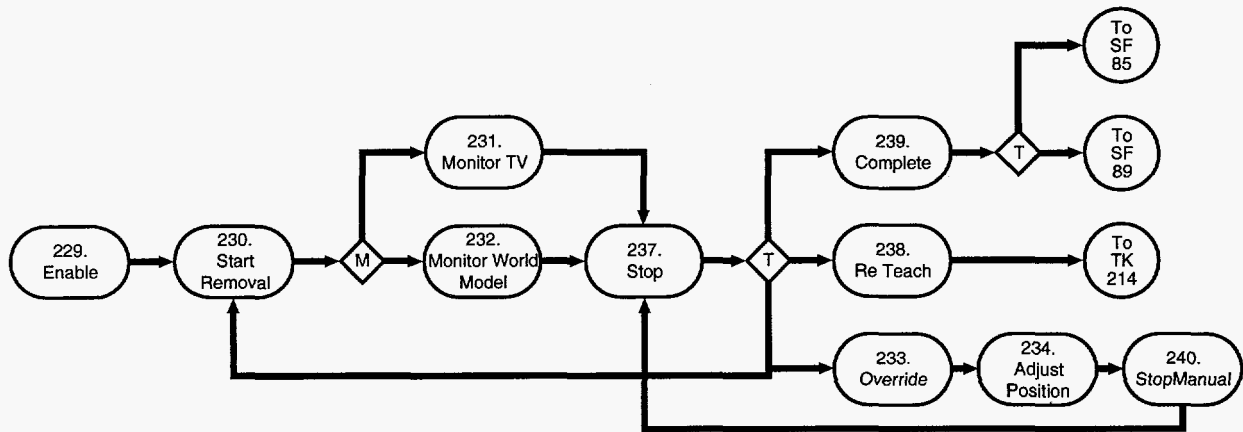 To
SF
85
231.
Monitor TV
239.
Complete
T
To
SF
89
229.
Enable
230.
Start
Removal
M
232.
Monitor World
Model
237.
Stop
T
238.
Re Teach
To
TK
214
233.
Override
234.
Adjust
Position
240.
StopManual